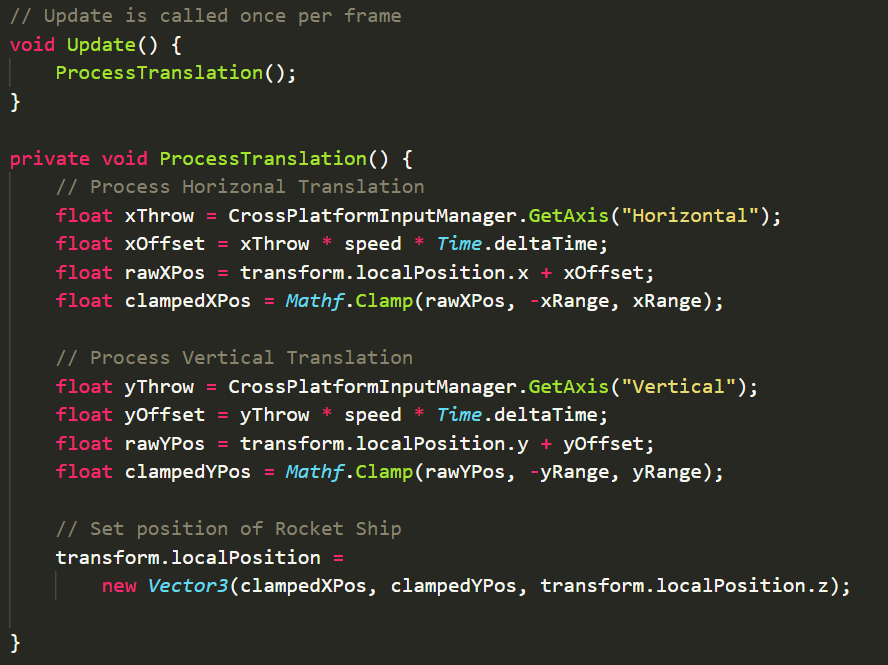 // Update is called once per frame
void Update() {
    ProcessTranslation();
}

private void ProcessTranslation() {
    // Process Horizonal Translation
    float xThrow = CrossPlatformInputManager.GetAxis("Horizontal");
    float xOffset = xThrow * speed * Time.deltaTime;
    float rawXPos = transform.localPosition.x + xOffset;
    float clampedXPos = Mathf.Clamp(rawXPos, -xRange, xRange);

    // Process Vertical Translation
    float yThrow = CrossPlatformInputManager.GetAxis("Vertical");
    float yOffset = yThrow * speed * Time.deltaTime;
    float rawYPos = transform.localPosition.y + yOffset;
    float clampedYPos = Mathf.Clamp(rawYPos, -yRange, yRange);

    // Set position of Rocket Ship
    transform.localPosition =
        new Vector3(clampedXPos, clampedYPos, transform.localPosition.z);

}